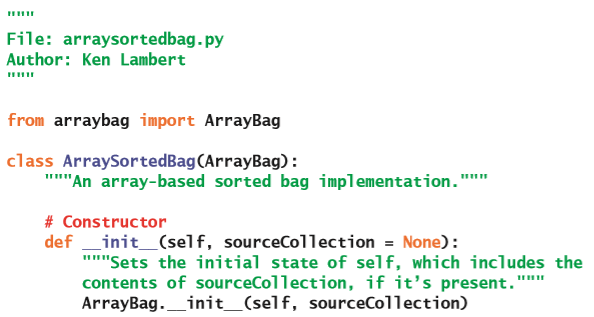 """
File: arraysortedbag.py
Author: Ken Lambert
"""
from arraybag import ArrayBag
class ArraySortedBag(ArrayBag):
"""An array-based sorted bag implementation."""
# Constructor
def __init__(self, sourceCollection = None):
"""Sets the initial state of self, which includes the
contents of sourceCollection, if it’s present."""
ArrayBag.__init__(self, sourceCollection)